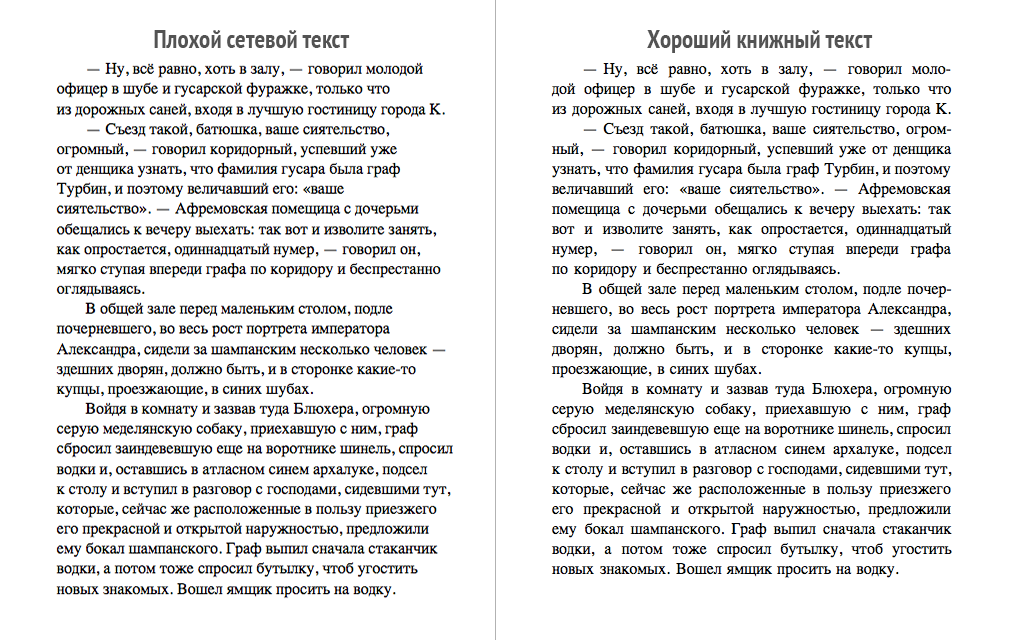 Плохой сетевой текст
— Ну, всё равно, хоть в залу, — говорил молодой
офицер в шубе и гусарской фуражке, только что
из дорожных саней, входя в лучшую гостиницу города К.
— Съезд такой, батюшка, ваше сиятельство,
огромный, — говорил коридорный, успевший уже
от денщика узнать, что фамилия гусара была граф
Турбин, и поэтому величавший его: «ваше
сиятельство». — Афремовская помещица с дочерьми
обещались к вечеру выехать: так вот и изволите занять,
как опростается, одиннадцатый нумер, — говорил он,
мягко ступая впереди графа по коридору и беспрестанно
оглядываясь.
В общей зале перед маленьким столом, подле
почерневшего, во весь рост портрета императора
Александра, сидели за шампанским несколько человек —
здешних дворян, должно быть, и в сторонке какие-то
купцы, проезжающие, в синих шубах.
Войдя в комнату и зазвав туда Блюхера, огромную
серую меделянскую собаку, приехавшую с ним, граф
сбросил заиндевевшую еще на воротнике шинель, спросил
водки и, оставшись в атласном синем архалуке, подсел
к столу и вступил в разговор с господами, сидевшими тут,
которые, сейчас же расположенные в пользу приезжего
его прекрасной и открытой наружностью, предложили
ему бокал шампанского. Граф выпил сначала стаканчик
водки, а потом тоже спросил бутылку, чтоб угостить
новых знакомых. Вошел ямщик просить на водку.
Хороший книжный текст
— Ну, всё равно, хоть в залу, — говорил моло-
дой офицер в шубе и гусарской фуражке, только что
из дорожных саней, входя в лучшую гостиницу города К.
— Съезд такой, батюшка, ваше сиятельство, огром-
ный, — говорил коридорный, успевший уже от денщика
узнать, что фамилия гусара была граф Турбин, и поэтому
величавший его: «ваше сиятельство». — Афремовская
помещица с дочерьми обещались к вечеру выехать: так
вот и изволите занять, как опростается, одиннадцатый
нумер, — говорил он, мягко ступая впереди графа
по коридору и беспрестанно оглядываясь.
В общей зале перед маленьким столом, подле почер-
невшего, во весь рост портрета императора Александра,
сидели за шампанским несколько человек — здешних
дворян, должно быть, и в сторонке какие-то купцы,
проезжающие, в синих шубах.
Войдя в комнату и зазвав туда Блюхера, огромную
серую меделянскую собаку, приехавшую с ним, граф
сбросил заиндевевшую еще на воротнике шинель, спросил
водки и, оставшись в атласном синем архалуке, подсел
к столу и вступил в разговор с господами, сидевшими тут,
которые, сейчас же расположенные в пользу приезжего
его прекрасной и открытой наружностью, предложили
ему бокал шампанского. Граф выпил сначала стаканчик
водки, а потом тоже спросил бутылку, чтоб угостить
новых знакомых. Вошел ямщик просить на водку.